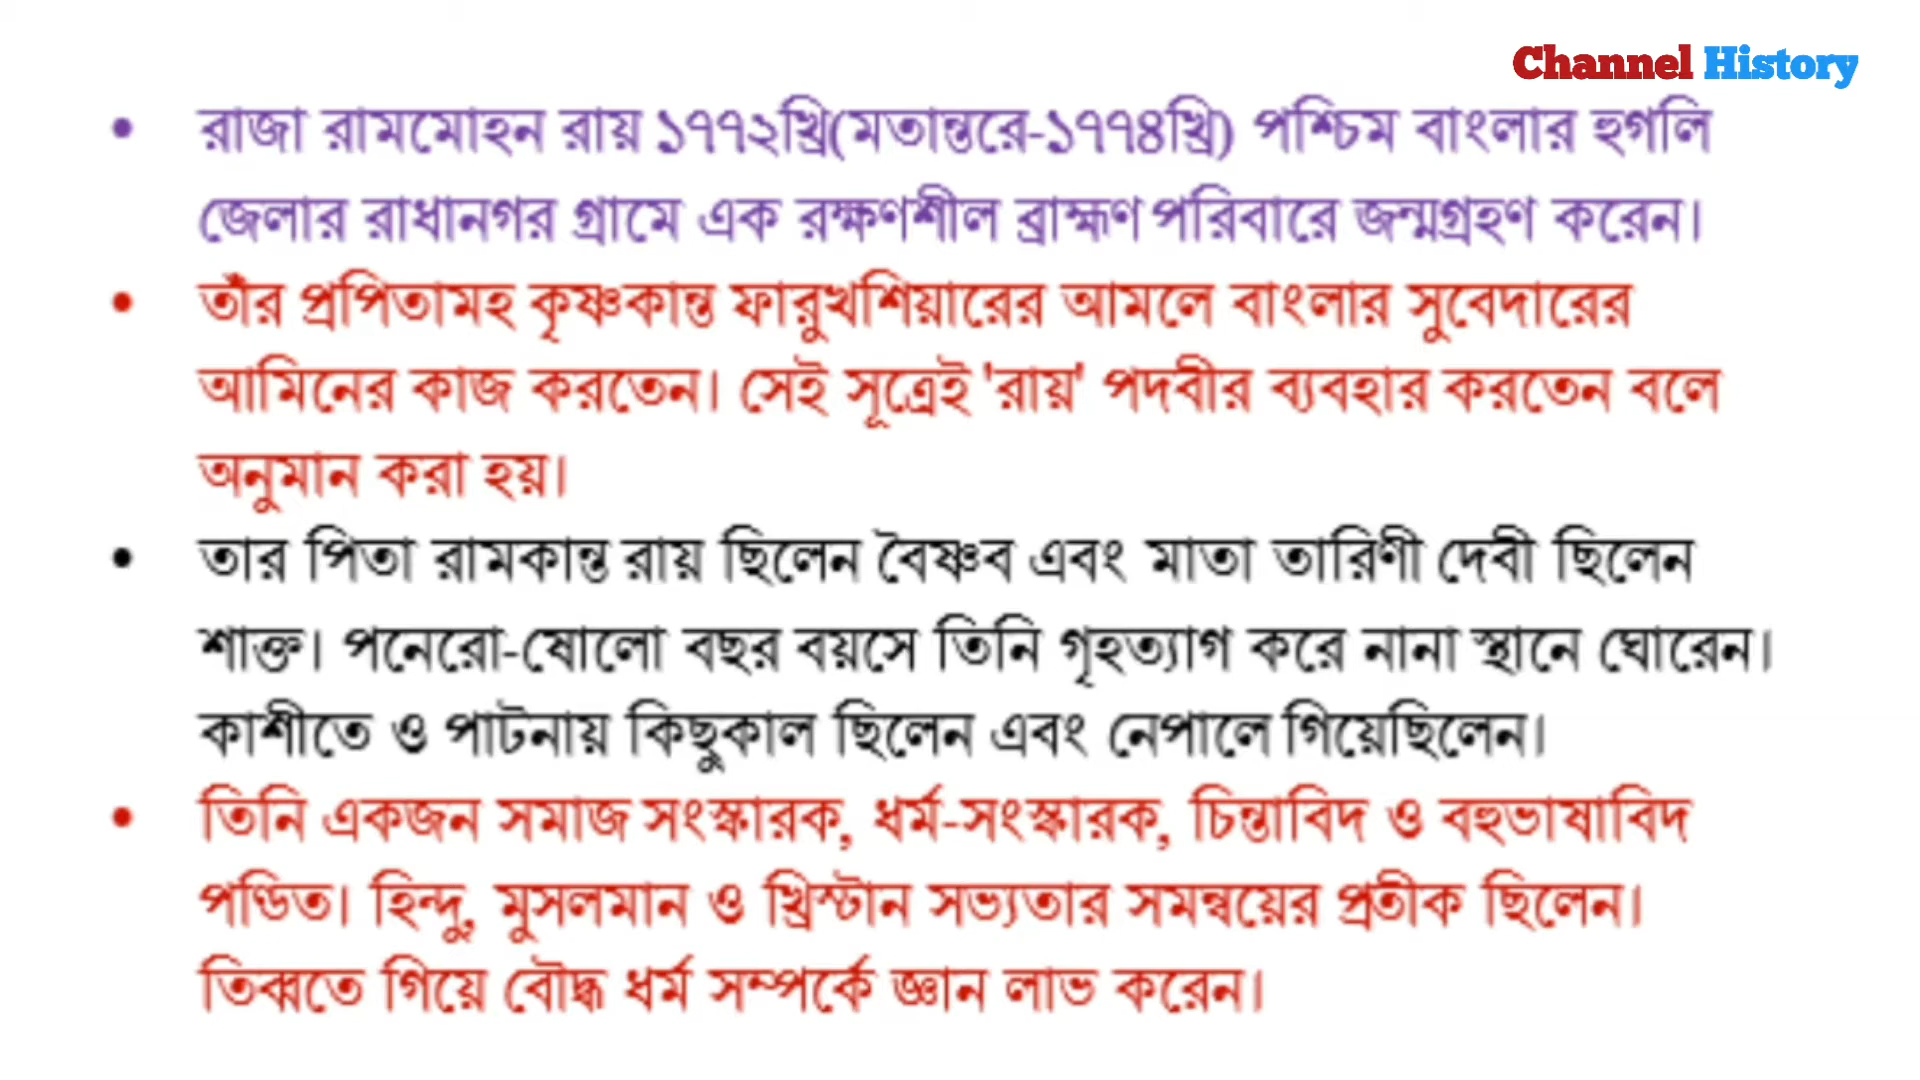 Channel History
• রাজা রামমোহন রায় ১৭৭২খ্রি(মতান্তরে-১৭৭৪খ্রি) পশ্চিম বাংলার হুগলি
জেলার রাধানগর গ্রামে এক রক্ষণশীল ব্রাহ্মণ পরিবারে জন্মগ্রহণ করেন।
• তাঁর প্রপিতামহ কৃষ্ণকান্ত ফারুখশিয়ারের আমলে বাংলার সুবেদারের
আমিনের কাজ করতেন। সেই সূত্রেই 'রায়' পদবীর ব্যবহার করতেন বলে
অনুমান করা হয়।
• তার পিতা রামকান্ত রায় ছিলেন বৈষ্ণব এবং মাতা তারিণী দেবী ছিলেন
শাক্ত। পনেরো-ষোলো বছর বয়সে তিনি গৃহত্যাগ করে নানা স্থানে ঘোরেন।
কাশীতে ও পাটনায় কিছুকাল ছিলেন এবং নেপালে গিয়েছিলেন।
• তিনি একজন সমাজ সংস্কারক, ধর্ম-সংস্কারক, চিন্তাবিদ ও বহুভাষাবিদ
পণ্ডিত। হিন্দু, মুসলমান ও খ্রিস্টান সভ্যতার সমন্বয়ের প্রতীক ছিলেন।
তিব্বতে গিয়ে বৌদ্ধ ধর্ম সম্পর্কে জ্ঞান লাভ করেন।